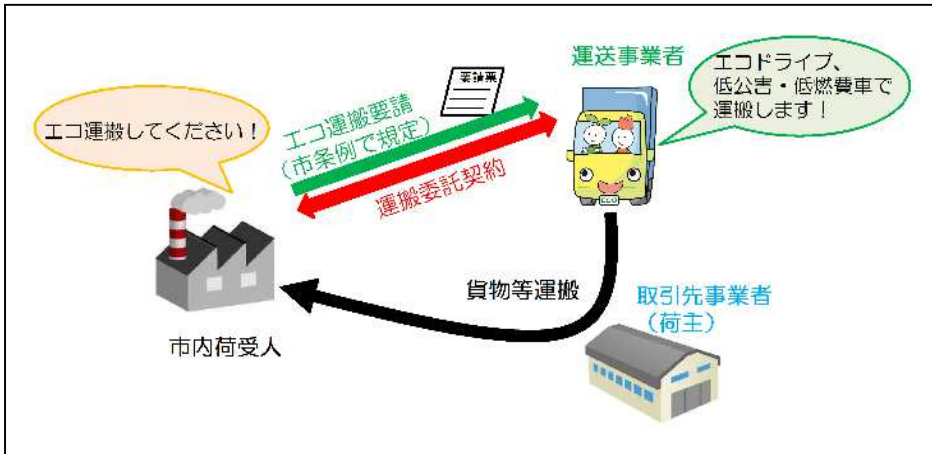 運送事業者
エコドライブ、
低公害・低燃費車で
運搬します！
要請票
エコ運搬してください！
エコ運搬要請
（市条例で規定）
運搬委託契約
ECO
貨物等運搬
取引先事業者
（荷主）
市内荷受人